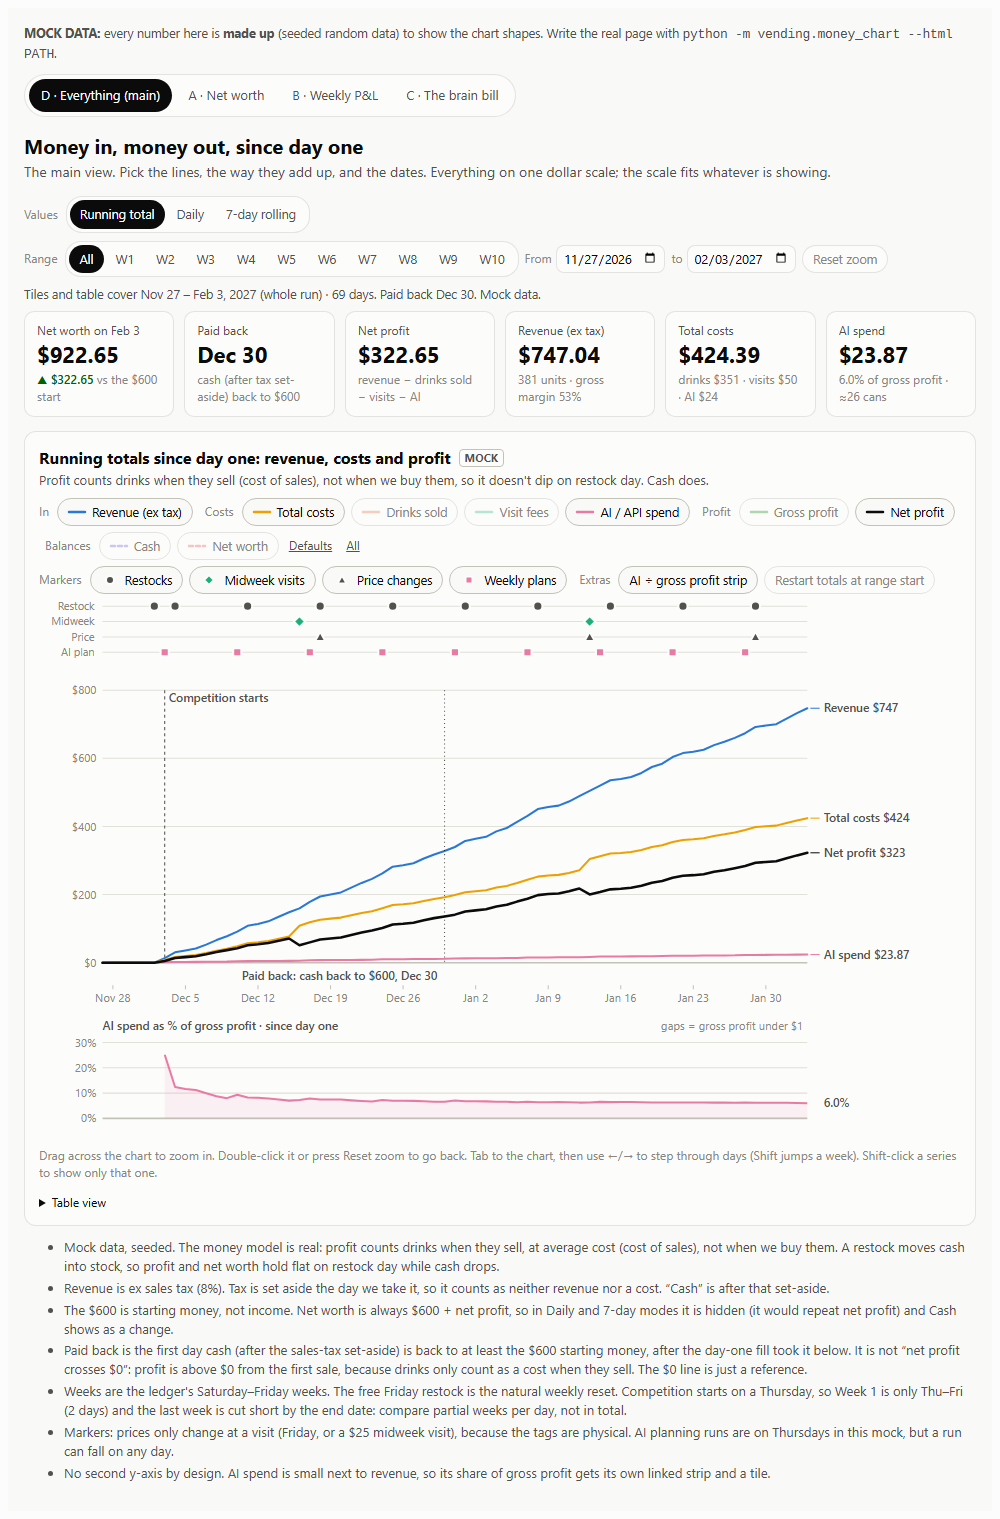 MOCK DATA: every number here is made up (seeded random data) to show the chart shapes. Write the real page with python -m vending.money_chart --html
PATH.
D · Everything (main) A · Net worth B · Weekly P&L C · The brain bill
Money in, money out, since day one
The main view. Pick the lines, the way they add up, and the dates. Everything on one dollar scale; the scale fits whatever is showing.
Values Running total Daily 7-day rolling
Range All W1 W2 W3 W4 W5 W6 W7 W8 W9 W10 From 11/27/2026 to 02/03/2027 Reset zoom
Tiles and table cover Nov 27 – Feb 3, 2027 (whole run) · 69 days. Paid back Dec 30. Mock data.
Net worth on Feb 3
$922.65
▲ $322.65 vs the $600
start
Paid back
Dec 30
cash (after tax set-
aside) back to $600
Net profit
$322.65
revenue − drinks sold
− visits − AI
Revenue (ex tax)
$747.04
381 units · gross
margin 53%
Total costs
$424.39
drinks $351 · visits $50
· AI $24
AI spend
$23.87
6.0% of gross profit ·
≈26 cans
Running totals since day one: revenue, costs and profit MOCK
Profit counts drinks when they sell (cost of sales), not when we buy them, so it doesn't dip on restock day. Cash does.
In Revenue (ex tax) Costs Total costs Drinks sold Visit fees AI / API spend Profit Gross profit Net profit
Balances Cash Net worth Defaults All
Markers Restocks Midweek visits Price changes Weekly plans Extras AI ÷ gross profit strip Restart totals at range start
Restock
Midweek
Price
AI plan
$800
Competition starts
Revenue $747
$600
$400
Total costs $424
Net profit $323
$200
AI spend $23.87
$0
Paid back: cash back to $600, Dec 30
Nov 28 Dec 5 Dec 12 Dec 19 Dec 26 Jan 2 Jan 9 Jan 16 Jan 23 Jan 30
AI spend as % of gross profit · since day one gaps = gross profit under $1
30%
20%
10%
6.0%
0%
Drag across the chart to zoom in. Double-click it or press Reset zoom to go back. Tab to the chart, then use ←/→ to step through days (Shift jumps a week). Shift-click a series
to show only that one.
▶ Table view
• Mock data, seeded. The money model is real: profit counts drinks when they sell, at average cost (cost of sales), not when we buy them. A restock moves cash
into stock, so profit and net worth hold flat on restock day while cash drops.
• Revenue is ex sales tax (8%). Tax is set aside the day we take it, so it counts as neither revenue nor a cost. “Cash” is after that set-aside.
• The $600 is starting money, not income. Net worth is always $600 + net profit, so in Daily and 7-day modes it is hidden (it would repeat net profit) and Cash
shows as a change.
• Paid back is the first day cash (after the sales-tax set-aside) is back to at least the $600 starting money, after the day-one fill took it below. It is not “net profit
crosses $0”: profit is above $0 from the first sale, because drinks only count as a cost when they sell. The $0 line is just a reference.
• Weeks are the ledger's Saturday–Friday weeks. The free Friday restock is the natural weekly reset. Competition starts on a Thursday, so Week 1 is only Thu–Fri
(2 days) and the last week is cut short by the end date: compare partial weeks per day, not in total.
• Markers: prices only change at a visit (Friday, or a $25 midweek visit), because the tags are physical. AI planning runs are on Thursdays in this mock, but a run
can fall on any day.
• No second y-axis by design. AI spend is small next to revenue, so its share of gross profit gets its own linked strip and a tile.